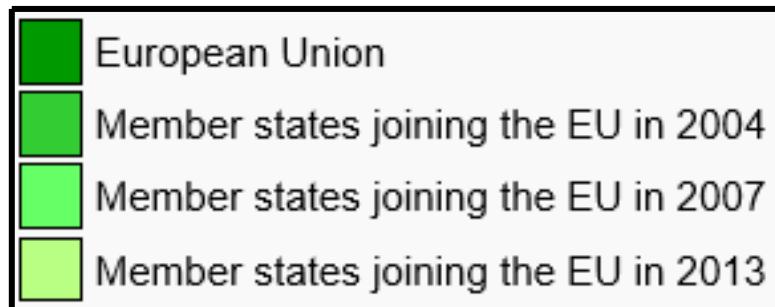 European Union
Member states joining the EU in 2004
Member states joining the EU in 2007
Member states joining the EU in 2013